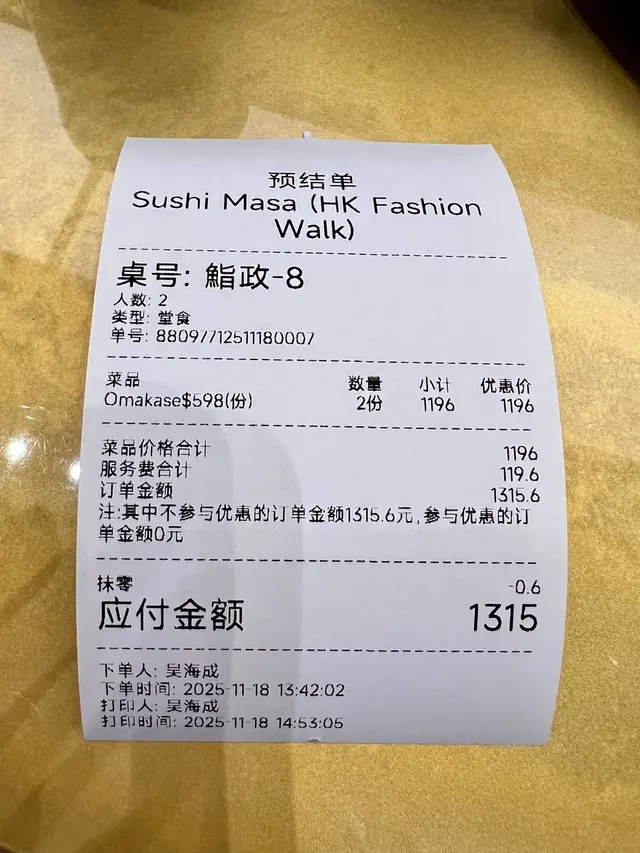 预结单
Sushi Masa (HK Fashion
Walk)
桌号: 鮨政-8
人数: 2
类型: 堂食
单号: 88097712511180007
菜品 数量 小计 优惠价
Omakase$598(份) 2份 1196 1196
菜品价格合计 1196
服务费合计 119.6
订单金额 1315.6
注:其中不参与优惠的订单金额1315.6元,参与优惠的订
单金额0元
抹零 -0.6
应付金额 1315
下单人: 吴海成
下单时间: 2025-11-18 13:42:02
打印人: 吴海成
打印时间: 2025-11-18 14:53:05